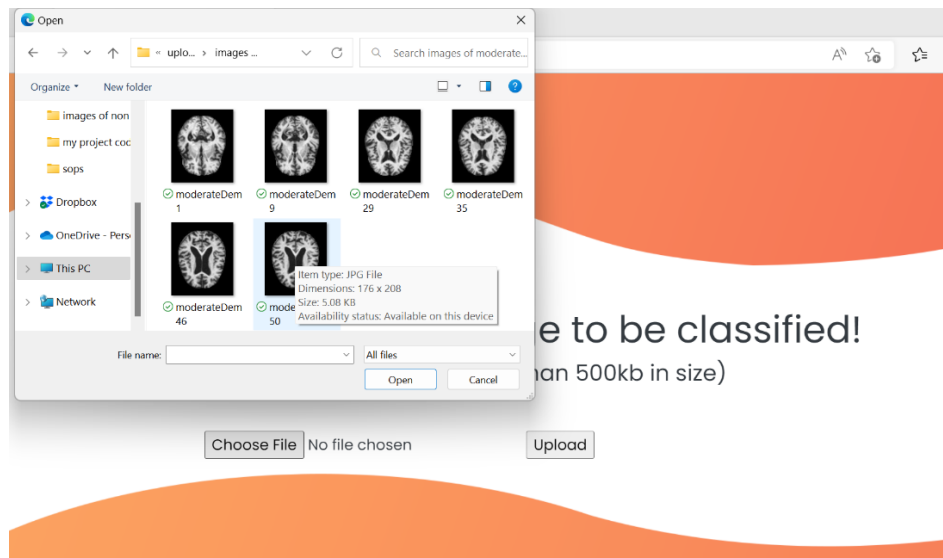 Open
« uplo... › images ...
Search images of moderate...
Organize
New folder
images of non
my project coc
sops
Dropbox
OneDrive - Pers
This PC
Network
moderateDem
1
moderateDem
9
moderateDem
29
moderateDem
35
moderateDem
46
mode
50
Item type: JPG File
Dimensions: 176 x 208
Size: 5.08 KB
Availability status: Available on this device
File name:
All files
Open
Cancel
e to be classified!
an 500kb in size)
Choose File No file chosen
Upload